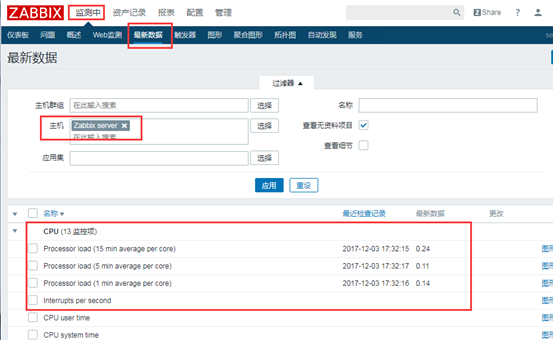 ZABBIX 监测中 资产记录 报表 配置 管理 Z Share ?
仪表板 问题 概述 Web监测 最新数据 触发器 图形 聚合图形 拓扑图 自动发现 服务
最新数据
过滤器 ▲
主机群组 在此输入搜索 选择 名称
主机 Zabbix server × 选择 查看无资料项目
在此输入搜索
查看细节
应用集 选择
应用 重设
名称 最近检查记录 最新数据 更改
CPU (13 监控项)
Processor load (15 min average per core) 2017-12-03 17:32:15 0.24 图形
Processor load (5 min average per core) 2017-12-03 17:32:17 0.11 图形
Processor load (1 min average per core) 2017-12-03 17:32:16 0.14 图形
Interrupts per second 图形
CPU user time 图形
CPU system time 图形